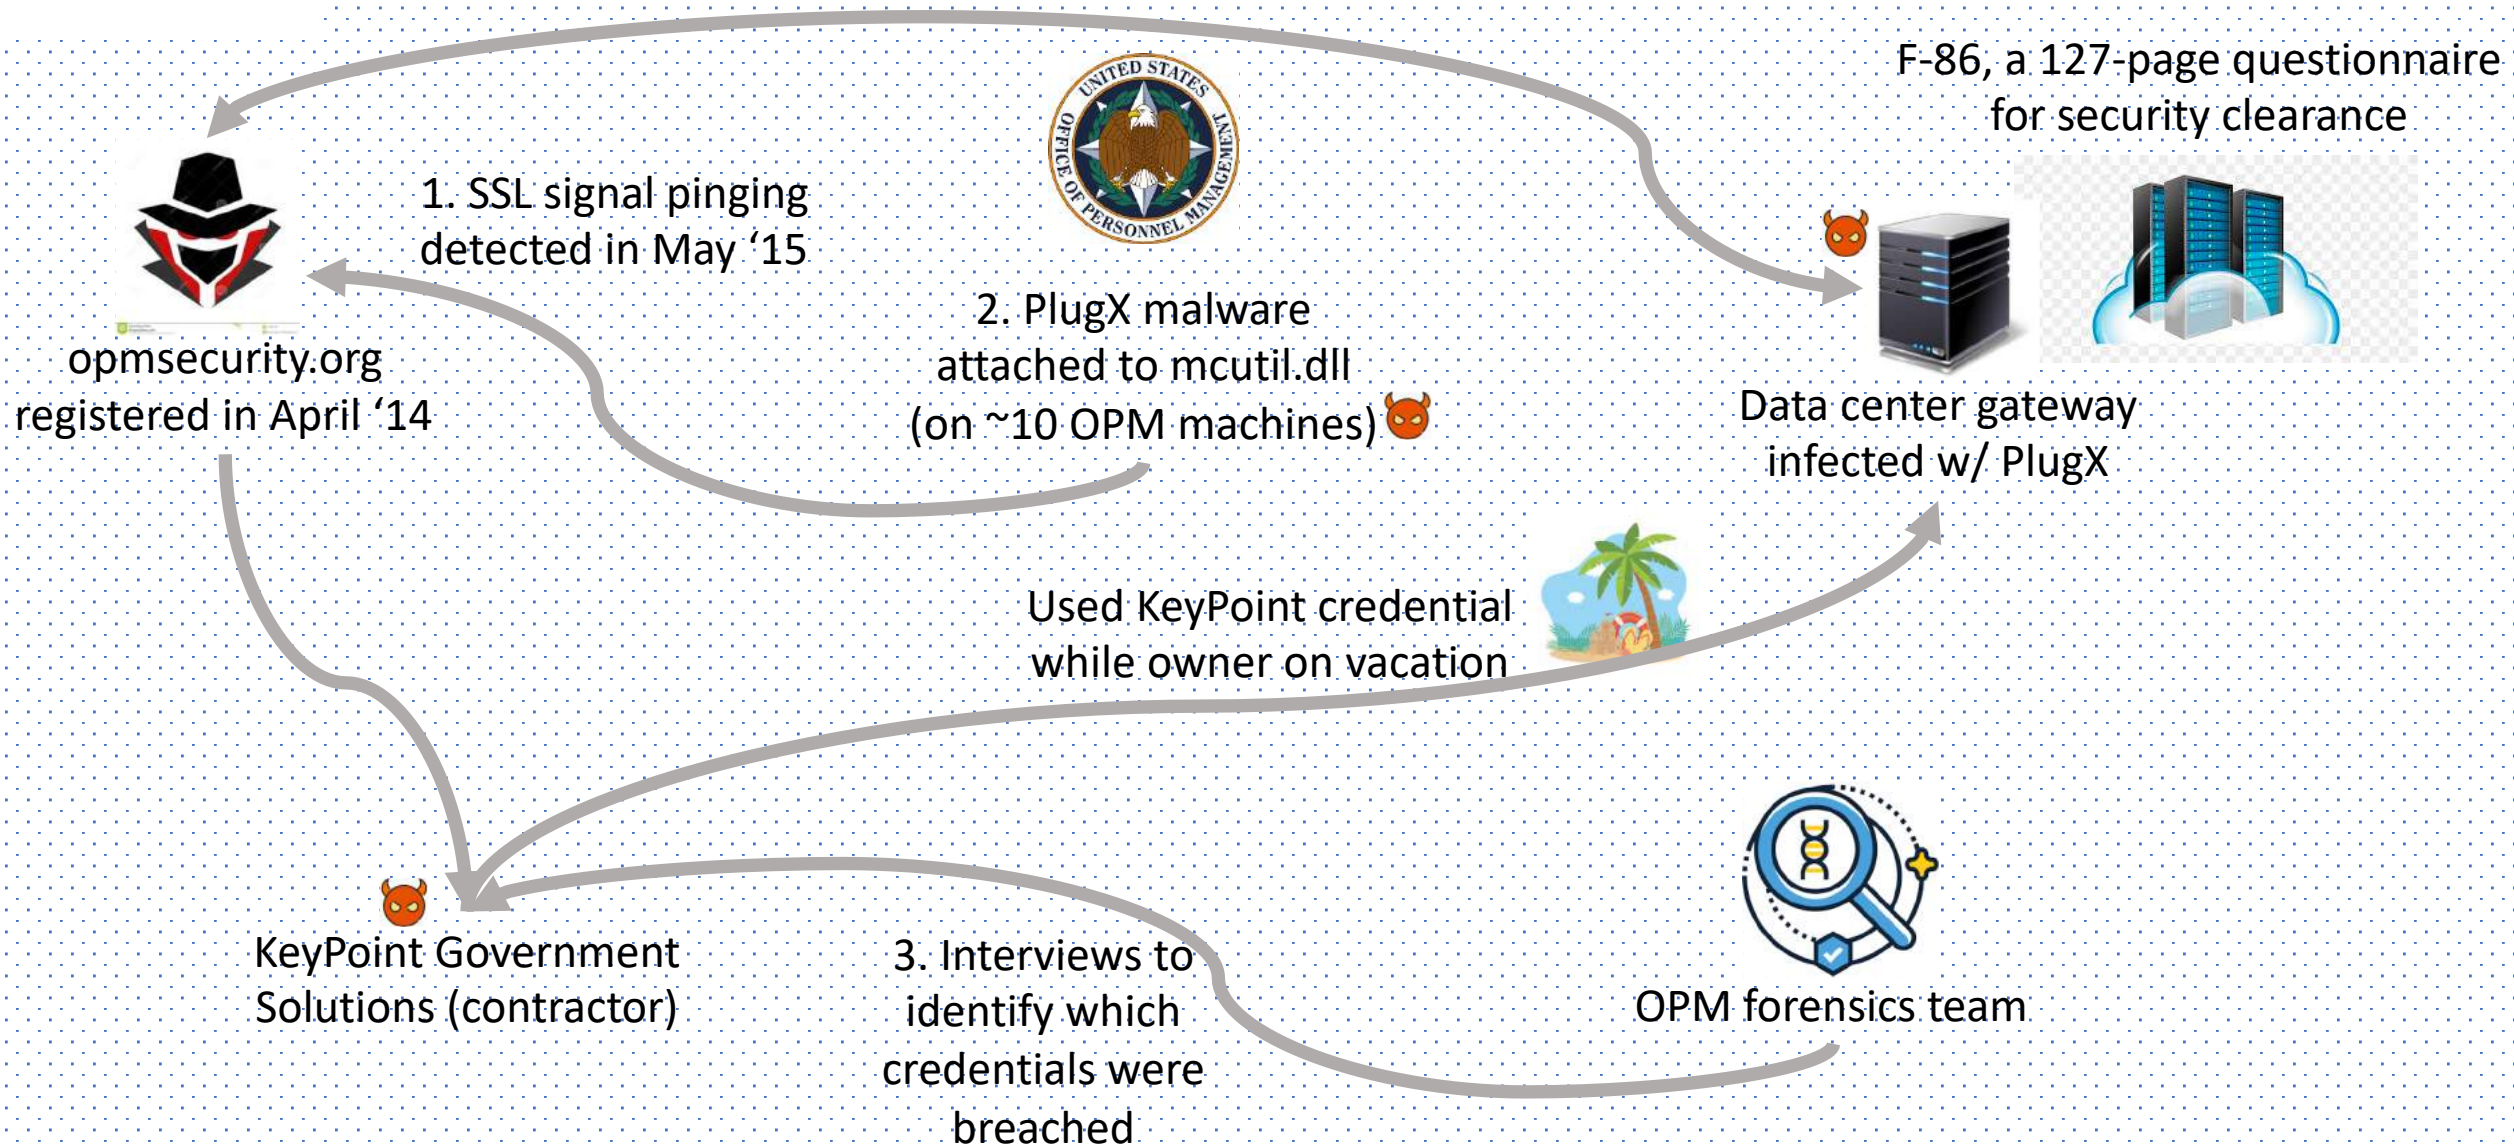 F-86, a 127-page questionnaire
for security clearance
UNITED STATES
OFFICE OF PERSONNEL MANAGEMENT
1. SSL signal pinging
detected in May ‘15
2. PlugX malware
attached to mcutil.dll
(on ~10 OPM machines)
opmsecurity.org
registered in April ‘14
Data center gateway
infected w/ PlugX
Used KeyPoint credential
while owner on vacation
KeyPoint Government
Solutions (contractor)
3. Interviews to
identify which
credentials were
breached
OPM forensics team